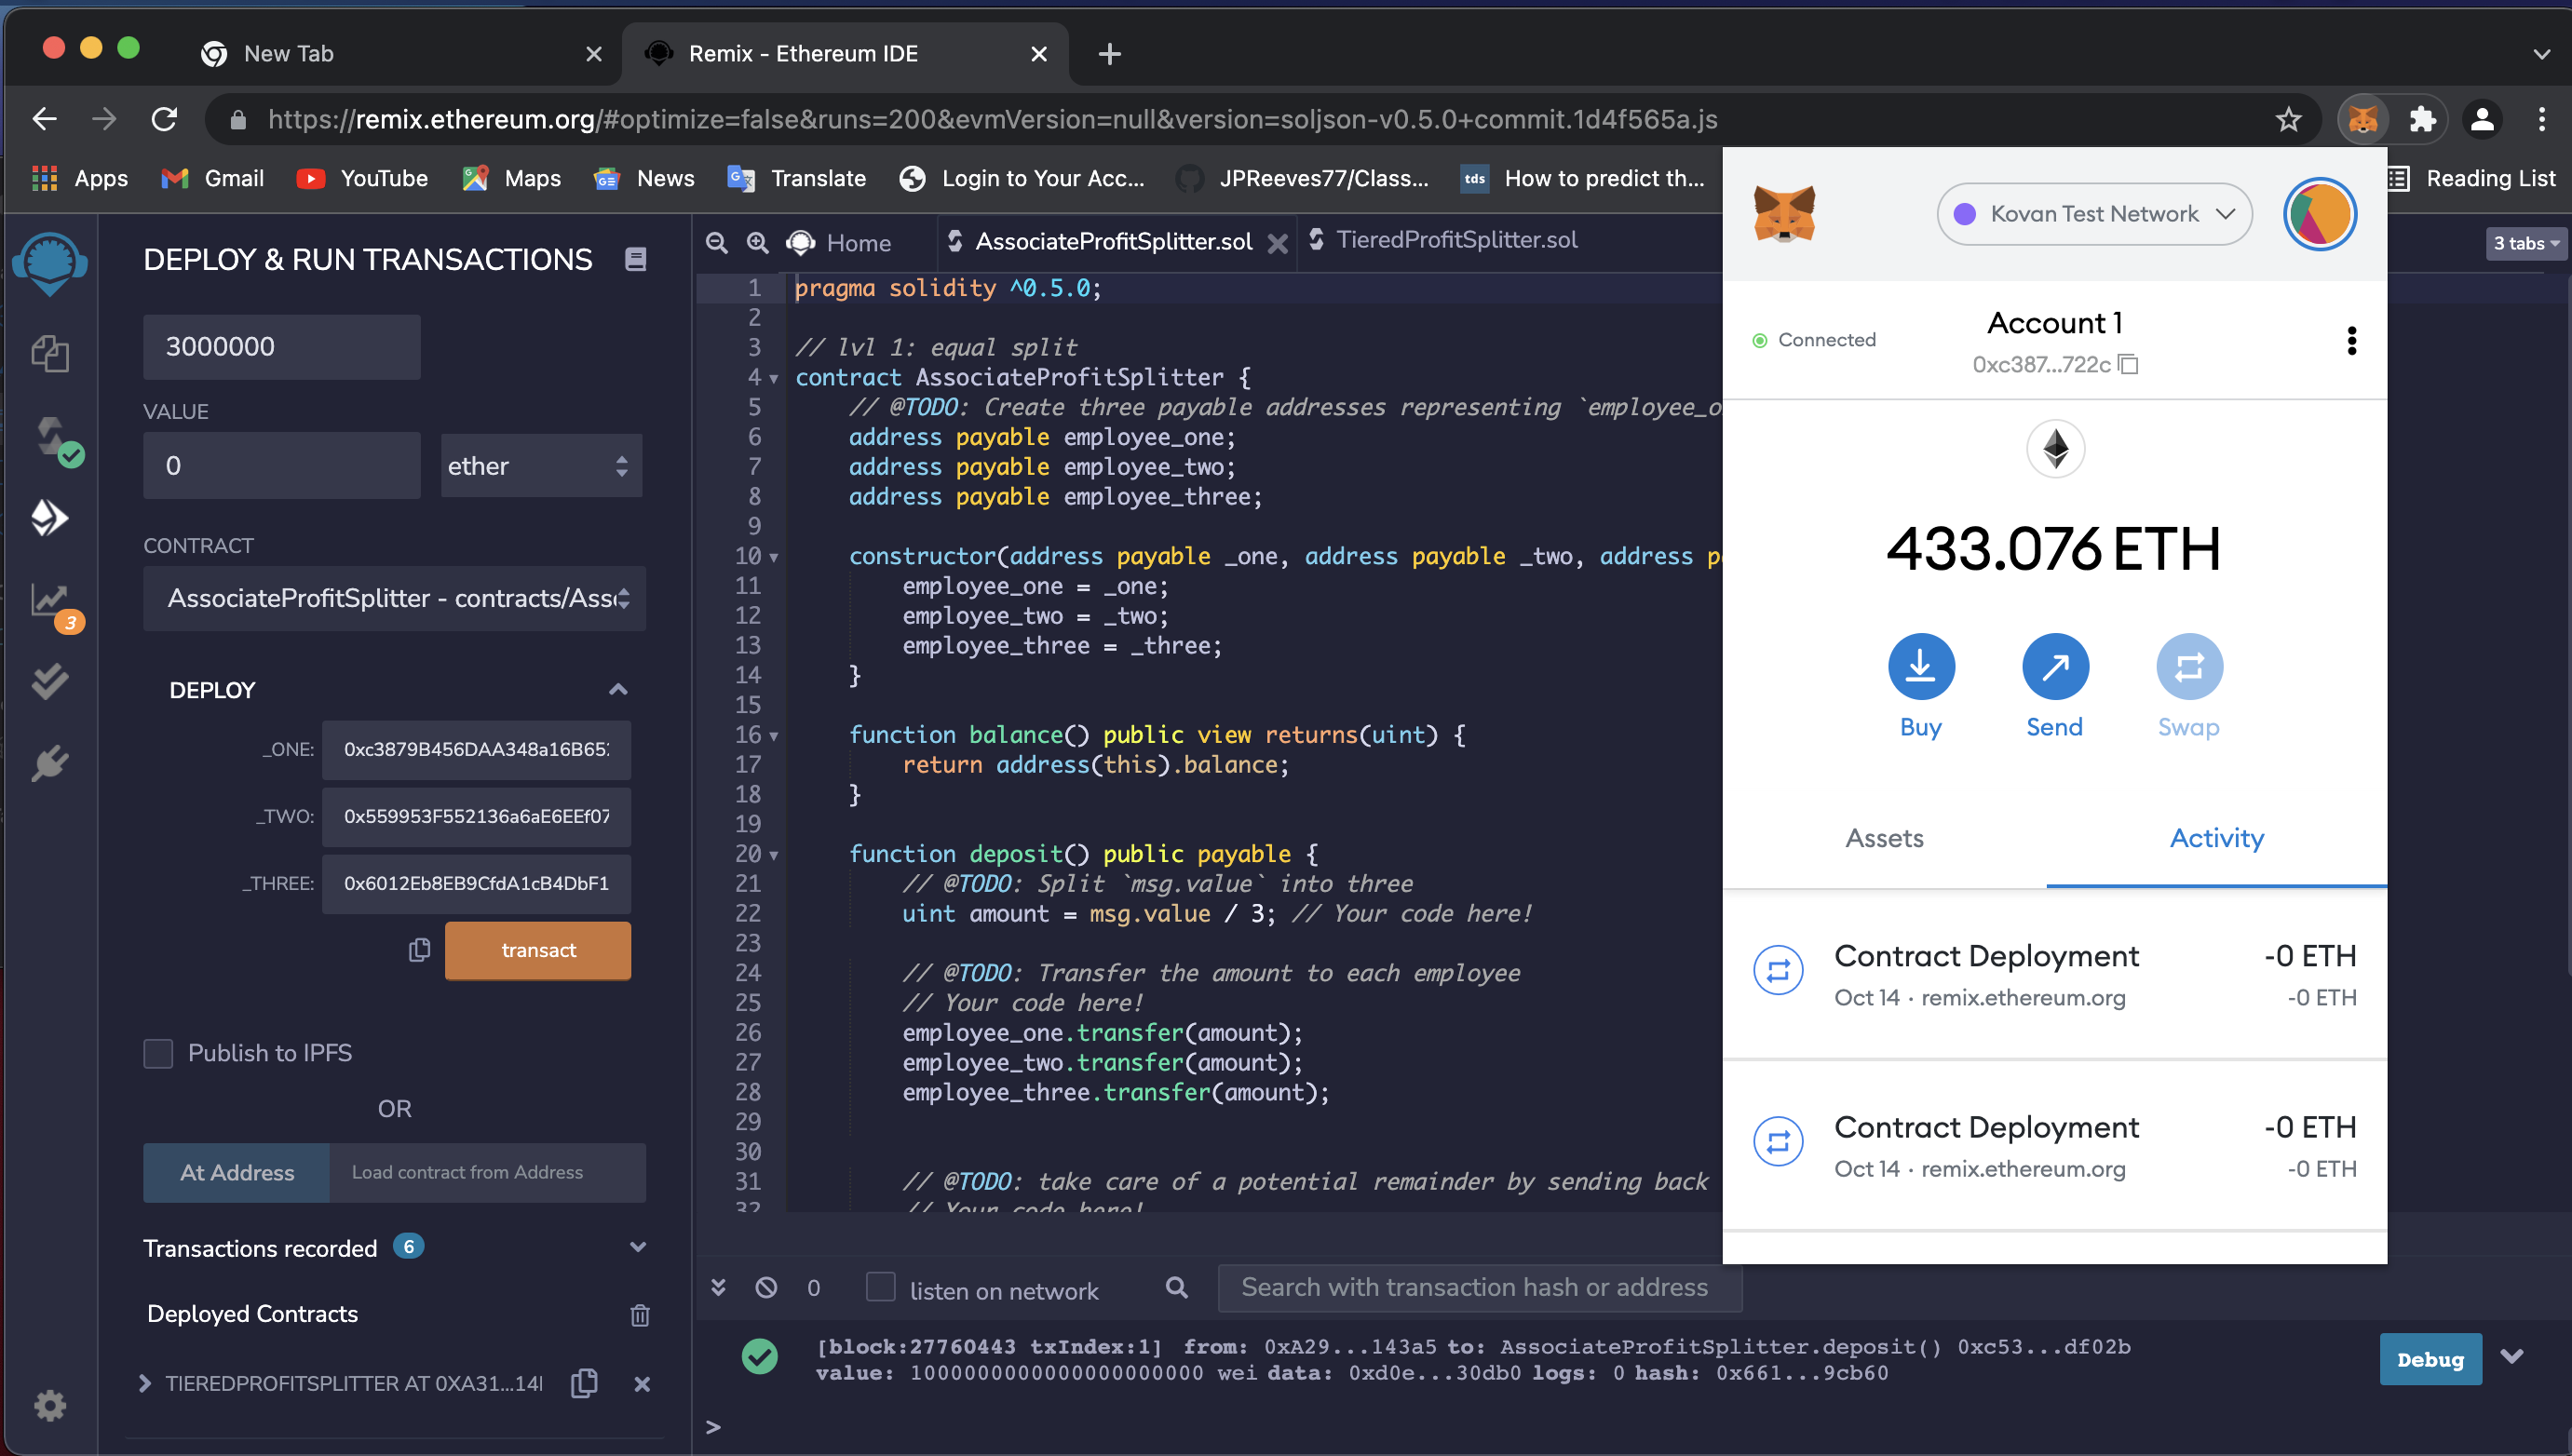 New Tab
Remix - Ethereum IDE
https://remix.ethereum.org/#optimize=false&runs=200&evmVersion=null&version=soljson-v0.5.0+commit.1d4f565a.js
Apps
Gmail
YouTube
Maps
News
Translate
Login to Your Acc...
JPReeves77/Class...
tds
How to predict th...
Reading List
DEPLOY & RUN TRANSACTIONS
3000000
VALUE
0
ether
CONTRACT
AssociateProfitSplitter - contracts/Ass
3
DEPLOY
_ONE:
0xc3879B456DAA348a16B65
_TWO:
0x559953F552136a6aE6EEf07
_THREE:
0x6012Eb8EB9CfdA1cB4DbF1
transact
Publish to IPFS
OR
At Address
Load contract from Address
Transactions recorded 6
Deployed Contracts
TIEREDPROFITSPLITTER AT 0XA31...14
Home
AssociateProfitSplitter.sol
TieredProfitSplitter.sol
3 tabs
1 pragma solidity ^0.5.0;
2
3 // lvl 1: equal split
4 contract AssociateProfitSplitter {
5 // @TODO: Create three payable addresses representing `employee_o
6 address payable employee_one;
7 address payable employee_two;
8 address payable employee_three;
9
10 constructor(address payable _one, address payable _two, address p
11 employee_one = _one;
12 employee_two = _two;
13 employee_three = _three;
14 }
15
16 function balance() public view returns(uint) {
17 return address(this).balance;
18 }
19
20 function deposit() public payable {
21 // @TODO: Split `msg.value` into three
22 uint amount = msg.value / 3; // Your code here!
23
24 // @TODO: Transfer the amount to each employee
25 // Your code here!
26 employee_one.transfer(amount);
27 employee_two.transfer(amount);
28 employee_three.transfer(amount);
29
30
31 // @TODO: take care of a potential remainder by sending back
32 // Your code here!
Kovan Test Network
Connected
Account 1
0xc387...722c
433.076 ETH
Buy
Send
Swap
Assets
Activity
Contract Deployment
-0 ETH
Oct 14 · remix.ethereum.org
-0 ETH
Contract Deployment
-0 ETH
Oct 14 · remix.ethereum.org
-0 ETH
0
listen on network
Search with transaction hash or address
[block:27760443 txIndex:1] from: 0xA29...143a5 to: AssociateProfitSplitter.deposit() 0xc53...df02b
value: 10000000000000000000000 wei data: 0xd0e...30db0 logs: 0 hash: 0x661...9cb60
Debug
>